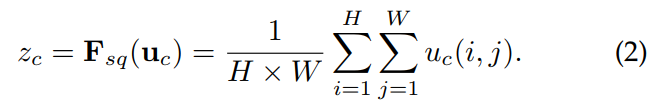 z_c = \mathbf{F}_{sq}(\mathbf{u}_c) = \frac{1}{H \times W} \sum_{i=1}^{H} \sum_{j=1}^{W} u_c(i, j). (2)